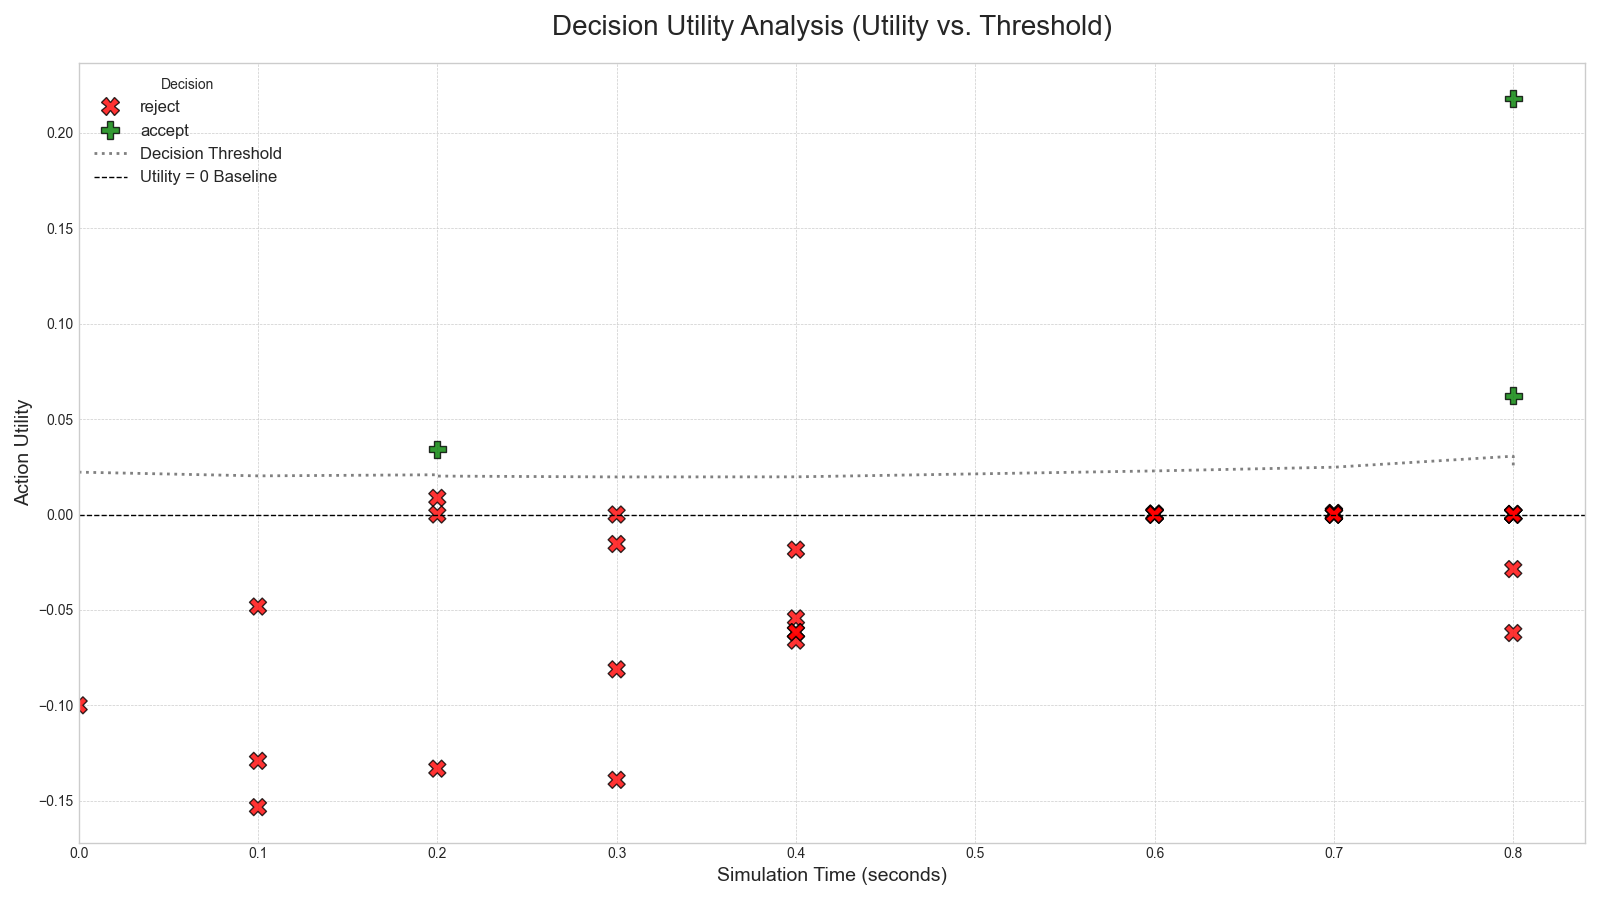 Decision Utility Analysis (Utility vs. Threshold)
Decision
reject
accept
Decision Threshold
Utility = 0 Baseline
Action Utility
0.20
0.15
0.10
0.05
0.00
−0.05
−0.10
−0.15
0.0 0.1 0.2 0.3 0.4 0.5 0.6 0.7 0.8
Simulation Time (seconds)